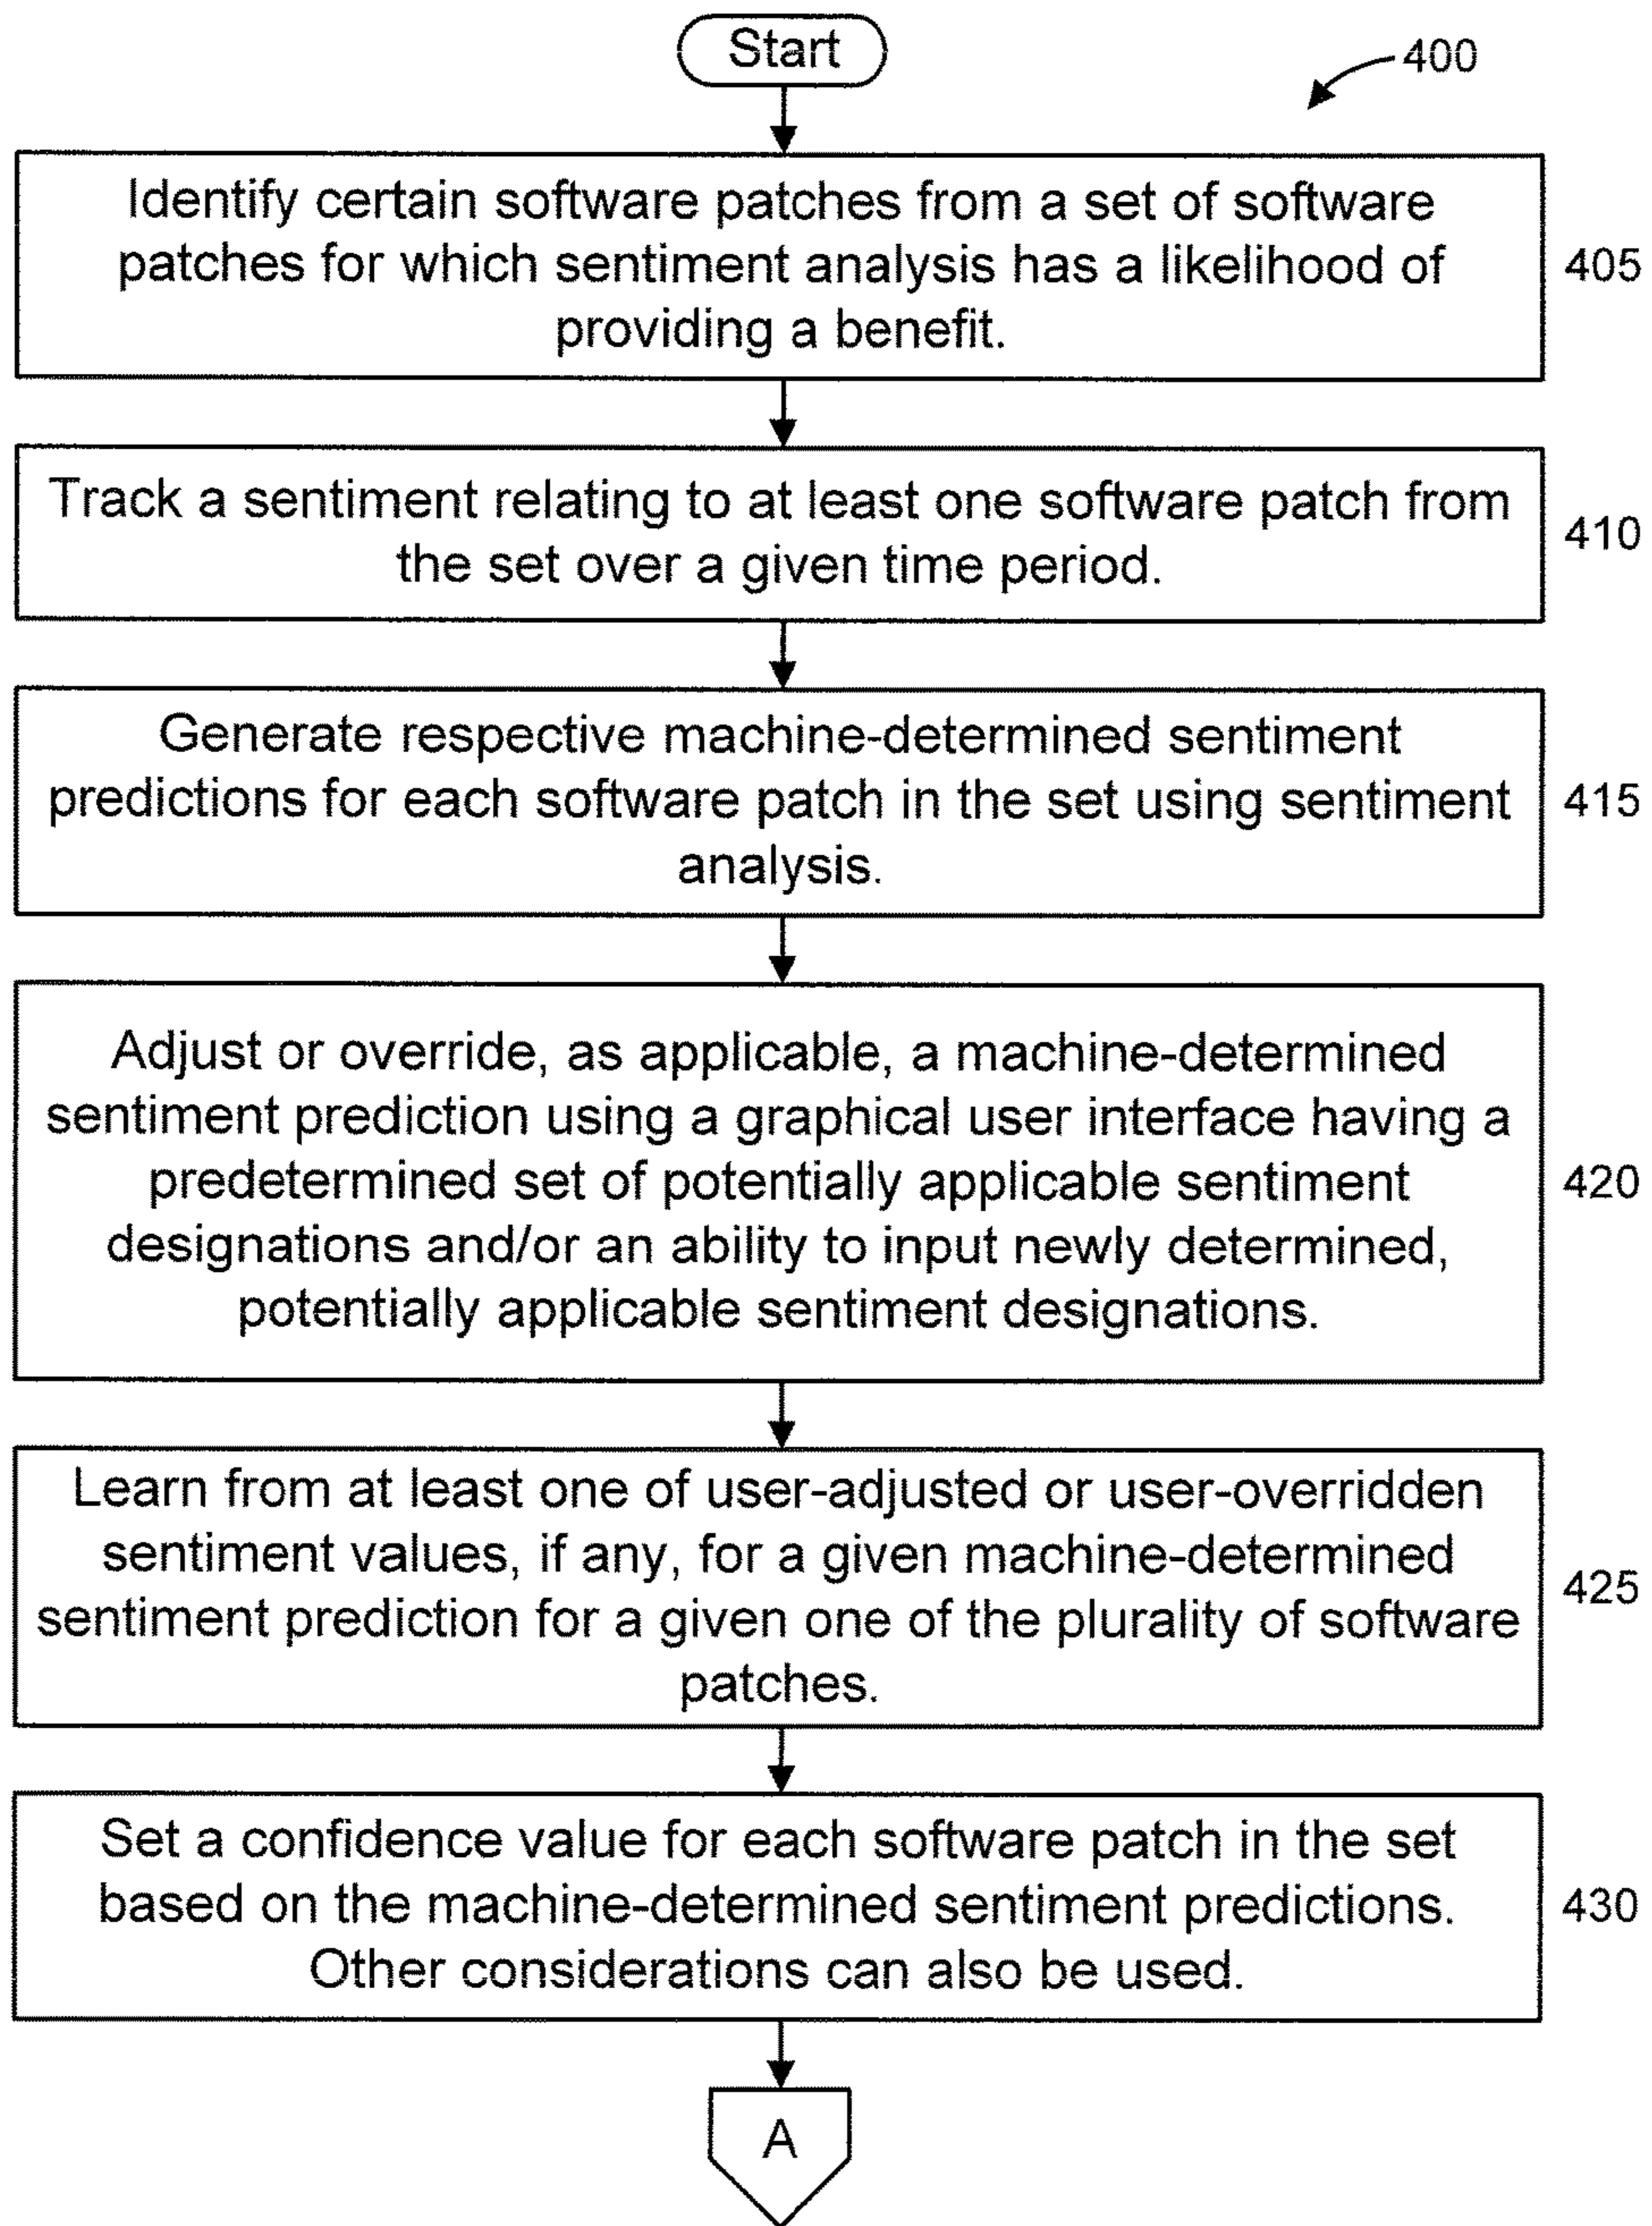 Start
400
Identify certain software patches from a set of software
patches for which sentiment analysis has a likelihood of
providing a benefit.
405
Track a sentiment relating to at least one software patch from
the set over a given time period.
410
Generate respective machine-determined sentiment
predictions for each software patch in the set using sentiment
analysis.
415
Adjust or override, as applicable, a machine-determined
sentiment prediction using a graphical user interface having a
predetermined set of potentially applicable sentiment
designations and/or an ability to input newly determined,
potentially applicable sentiment designations.
420
Learn from at least one of user-adjusted or user-overridden
sentiment values, if any, for a given machine-determined
sentiment prediction for a given one of the plurality of software
patches.
425
Set a confidence value for each software patch in the set
based on the machine-determined sentiment predictions.
Other considerations can also be used.
430
A